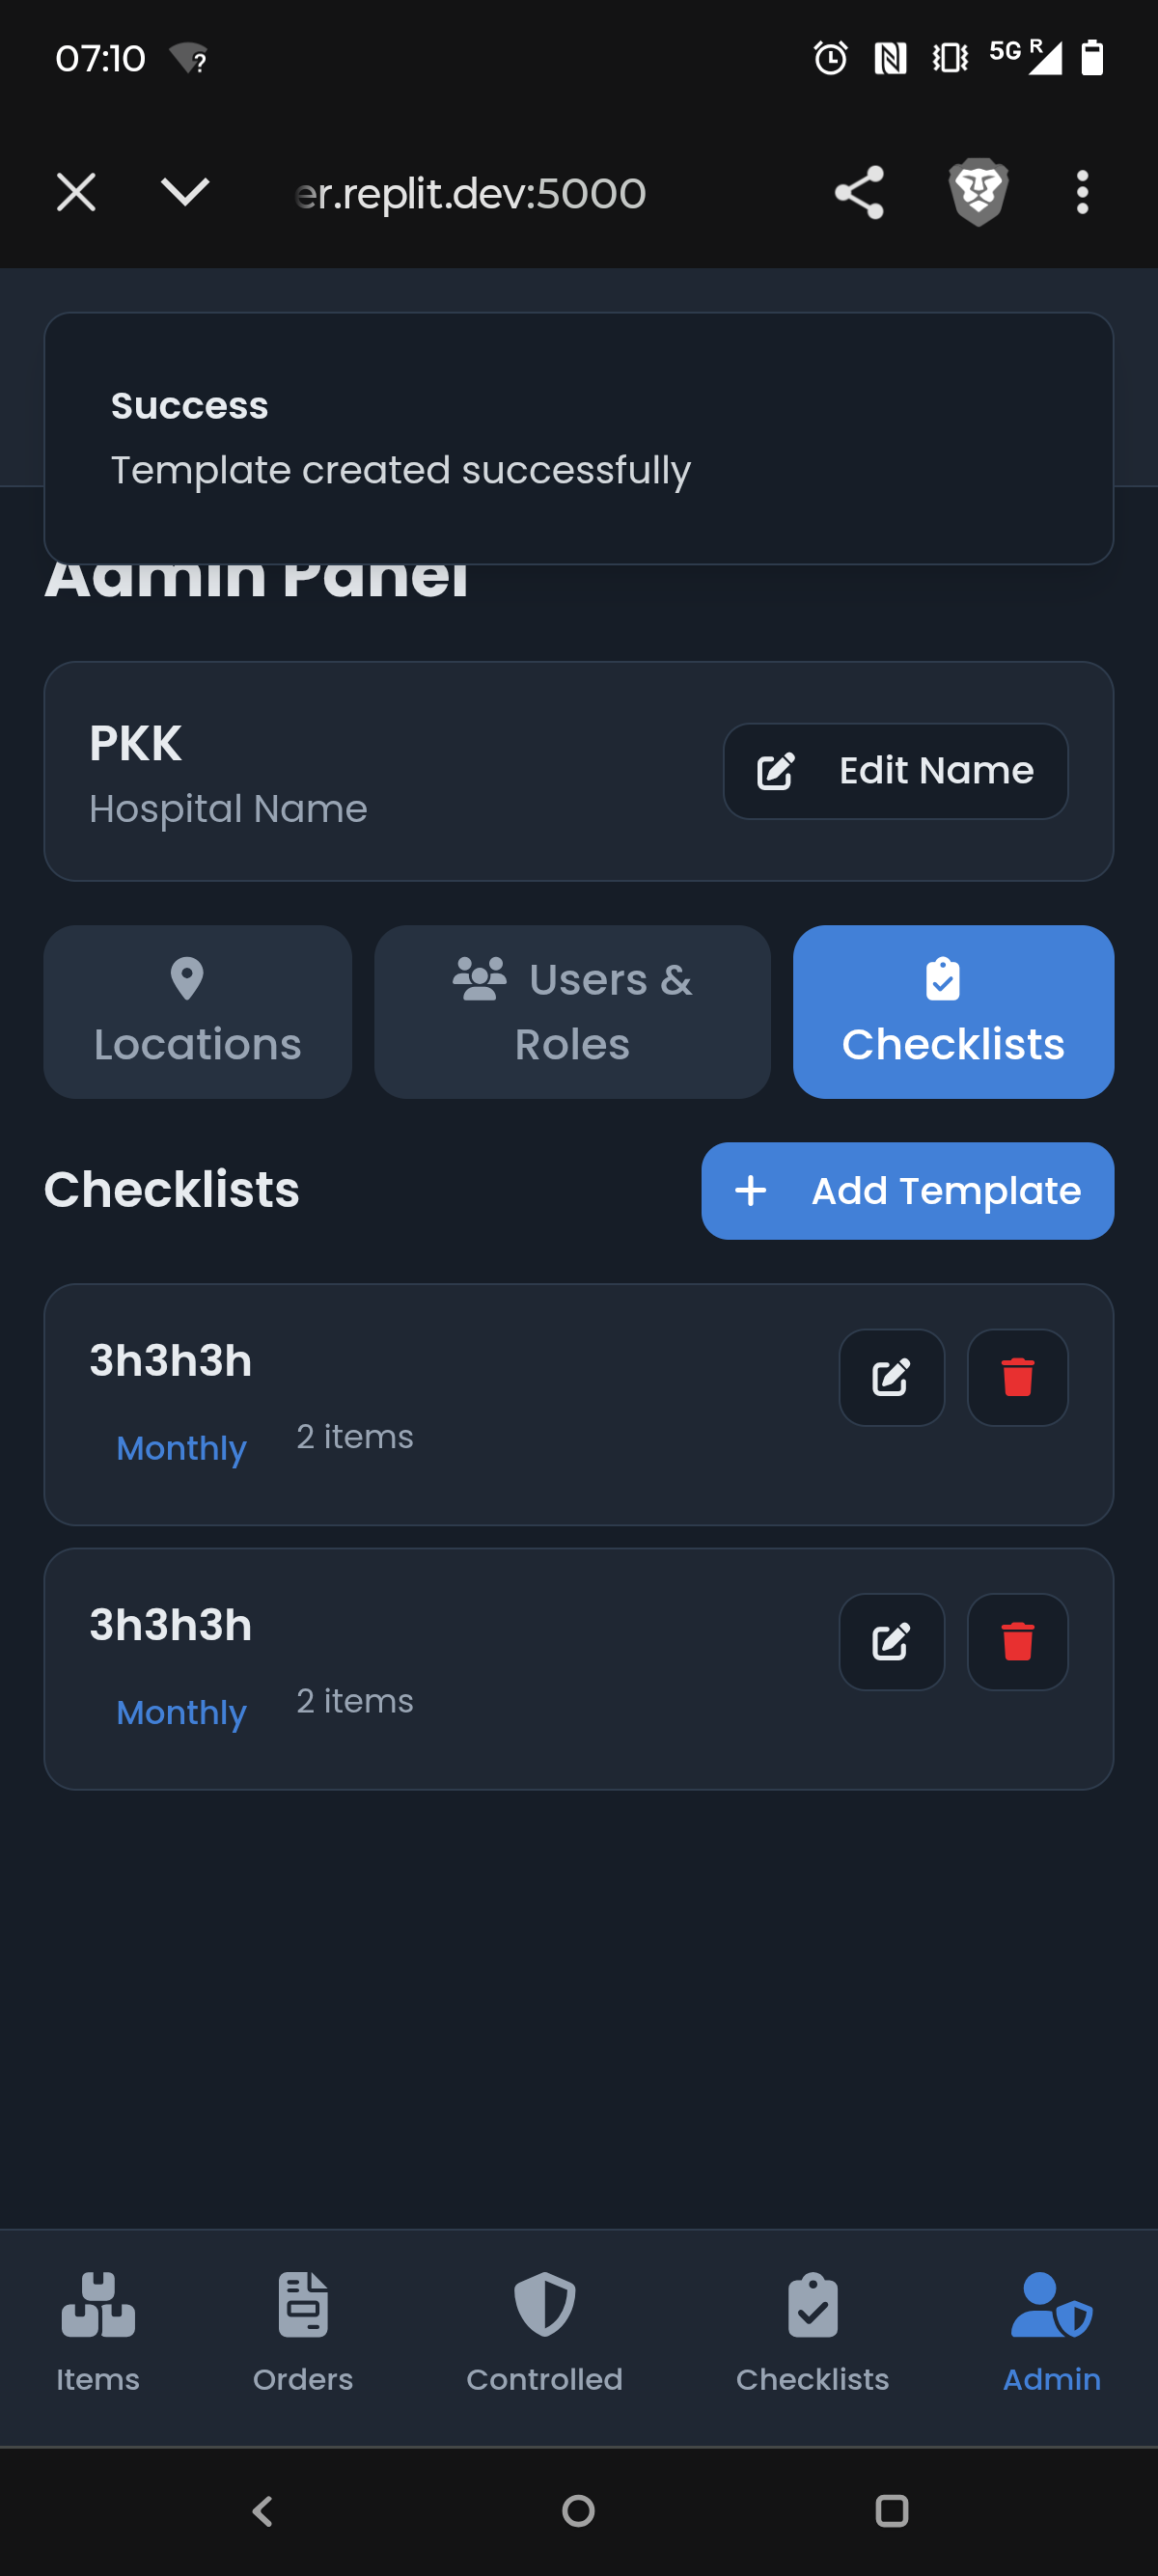 07:10
?
5G R
er.replit.dev:5000
Success
Template created successfully
Admin Panel
PKK
Hospital Name
Edit Name
Locations
Users &
Roles
Checklists
Checklists
+ Add Template
3h3h3h
Monthly
2 items
3h3h3h
Monthly
2 items
Items
Orders
Controlled
Checklists
Admin